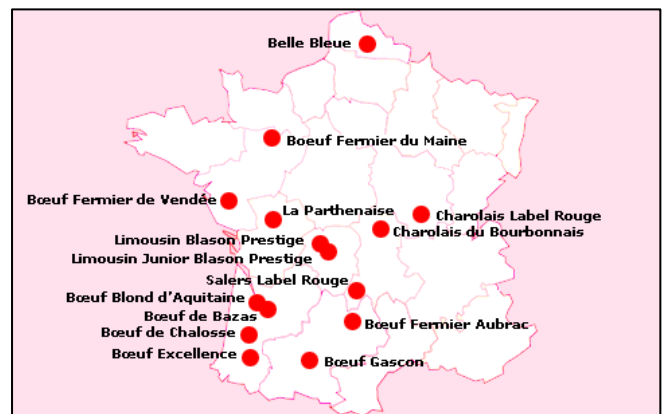 Belle Bleue
Boeuf Fermier du Maine
Bœuf Fermier de Vendée
La Parthenaise
Charolais Label Rouge
Charolais du Bourbonnais
Limousin Blason Prestige
Limousin Junior Blason Prestige
Salers Label Rouge
Bœuf Blond d'Aquitaine
Bœuf de Bazas
Bœuf Fermier Aubrac
Bœuf de Chalosse
Bœuf Excellence
Bœuf Gascon